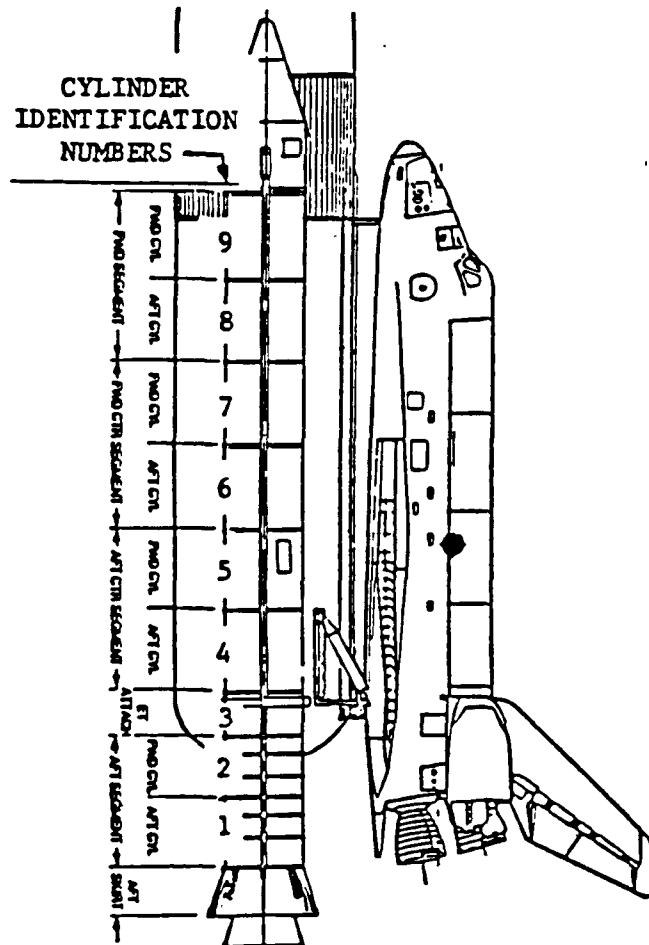 CYLINDER
IDENTIFICATION
NUMBERS
FWD SEGMENT
FWD CYL
9
AFT CYL
8
FWD CTR SEGMENT
FWD CYL
7
AFT CYL
6
AFT CTR SEGMENT
FWD CYL
5
AFT CYL
4
ET
ATTACH
3
AFT SEGMENT
FWD CYL
2
AFT CYL
1
AFT
SKIRT